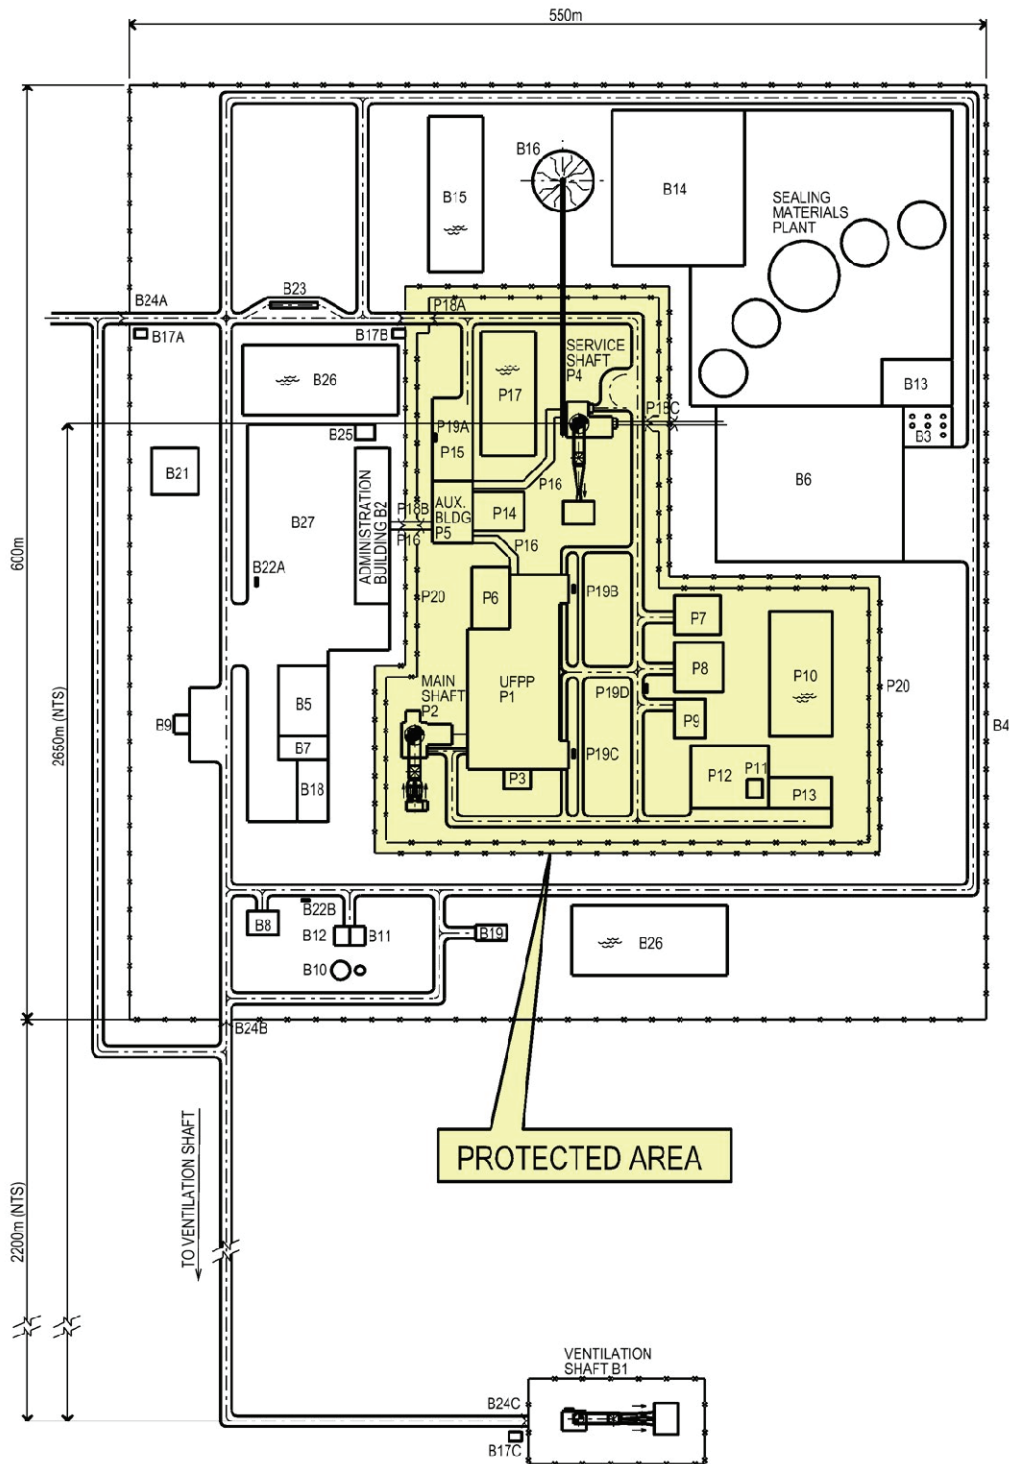 550m
B16
B15
B14
SEALING
MATERIALS
PLANT
B24A
B23
P18A
B17A
B17B
SERVICE
SHAFT
P4
B26
P17
B13
P18C
B25
P19A
B3
B21
P15
B6
P16
ADMINISTRATION
BUILDING B2
P18B
AUX.
BLDG
P5
P14
B27
P16
P16
600m
B22A
P6
P19B
P20
P7
MAIN
SHAFT
P2
UFPP
P1
P8
P10
P19D
P20
2650m (NTS)
B5
P9
B9
B4
B7
P19C
P12
P11
P3
B18
P13
B22B
B8
B12
B11
B19
B26
B10
B24B
PROTECTED AREA
TO VENTILATION SHAFT
2200m (NTS)
VENTILATION
SHAFT B1
B24C
B17C